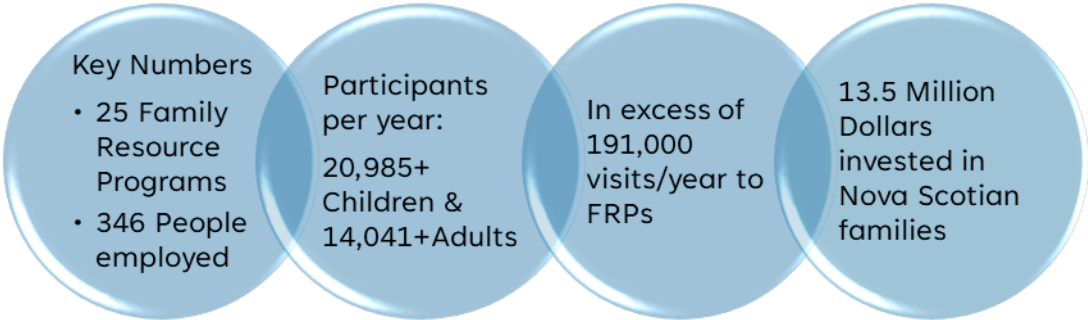 Key Numbers
• 25 Family
Resource
Programs
• 346 People
employed
Participants
per year:
20,985+
Children &
14,041+Adults
In excess of
191,000
visits/year to
FRPs
13.5 Million
Dollars
invested in
Nova Scotian
families